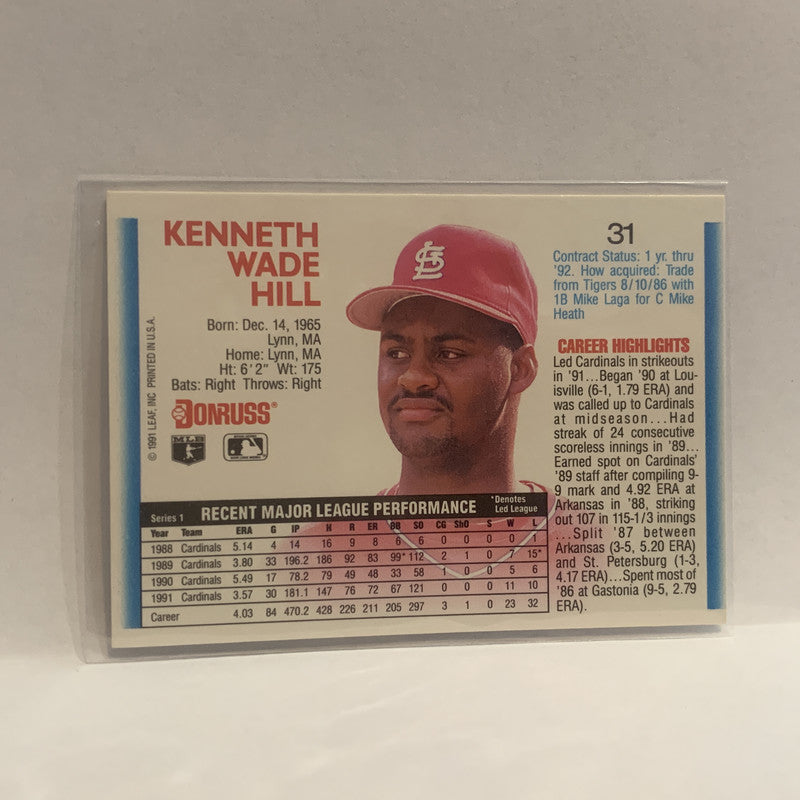 KENNETH
WADE
HILL
Born: Dec. 14, 1965
Lynn, MA
Home: Lynn, MA
Ht: 6'2" Wt: 175
Bats: Right Throws: Right
DONRUSS®
MLB
© 1991 LEAF, INC PRINTED IN U.S.A.
StL
31
Contract Status: 1 yr. thru
'92. How acquired: Trade
from Tigers 8/10/86 with
1B Mike Laga for C Mike
Heath
CAREER HIGHLIGHTS
Led Cardinals in strikeouts
in '91...Began '90 at Lou-
isville (6-1, 1.79 ERA) and
was called up to Cardinals
at midseason...Had
streak of 24 consecutive
scoreless innings in '89...
Earned spot on Cardinals'
'89 staff after compiling 9-
9 mark and 4.92 ERA at
Arkansas in '88, striking
out 107 in 115-1/3 innings
...Split '87 between
Arkansas (3-5, 5.20 ERA)
and St. Petersburg (1-3,
4.17 ERA)...Spent most of
'86 at Gastonia (9-5, 2.79
ERA).
Series 1 RECENT MAJOR LEAGUE PERFORMANCE *Denotes
Led League
Year Team ERA G IP H R ER BB SO CG ShO S W L
1988 Cardinals 5.14 4 14 16 9 8 6 6 0 0 0 0 1
1989 Cardinals 3.80 33 196.2 186 92 83 99* 112 2 1 0 7 15*
1990 Cardinals 5.49 17 78.2 79 49 48 33 58 1 0 0 5 6
1991 Cardinals 3.57 30 181.1 147 76 72 67 121 0 0 0 11 10
Career 4.03 84 470.2 428 226 211 205 297 3 1 0 23 32